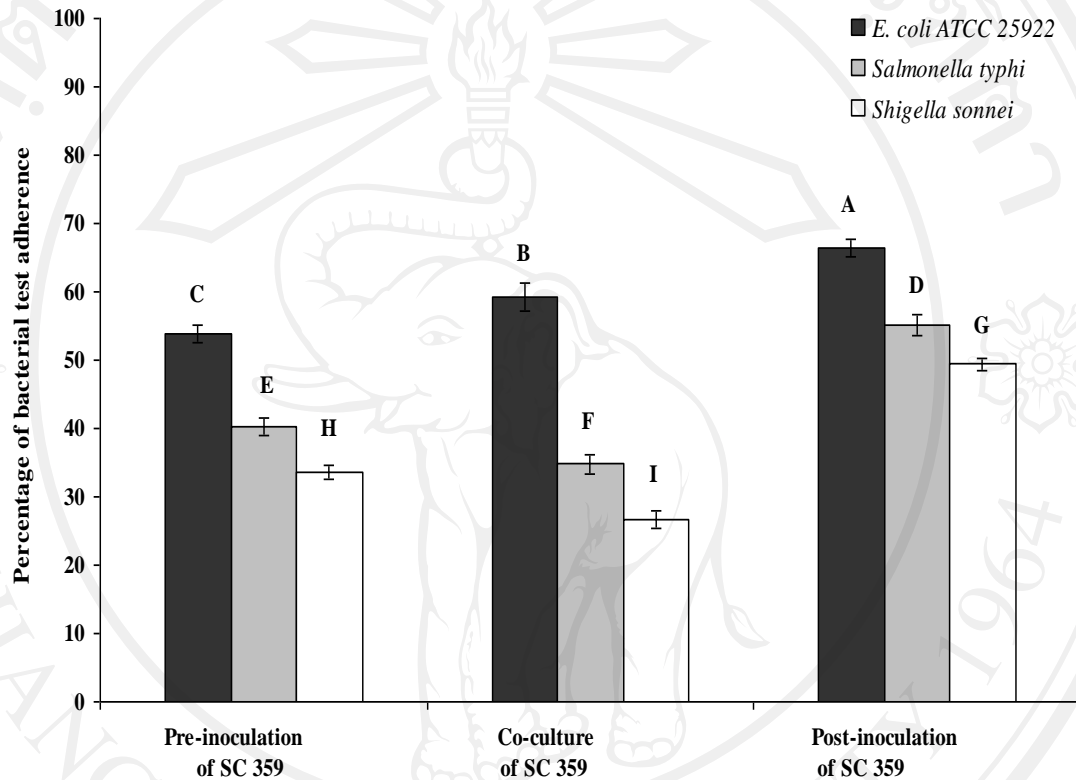 100
90
80
70
60
50
40
30
20
10
0
Percentage of bacterial test adherence
E. coli ATCC 25922
Salmonella typhi
Shigella sonnei
C
E
H
B
F
I
A
D
G
Pre-inoculation
of SC 359
Co-culture
of SC 359
Post-inoculation
of SC 359
1964